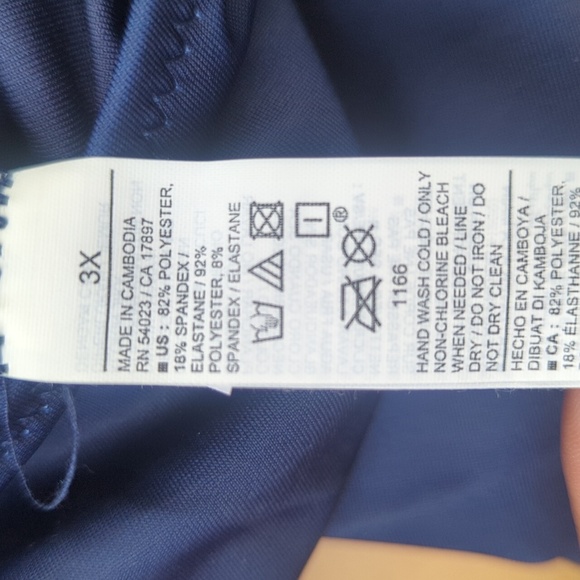 3X
MADE IN CAMBODIA
RN 54023 / CA 17897
■ US : 82% POLYESTER,
18% SPANDEX /
ELASTANE / 92%
POLYESTER, 8%
SPANDEX / ELASTANE
®
1166
HAND WASH COLD / ONLY
NON-CHLORINE BLEACH
WHEN NEEDED / LINE
DRY / DO NOT IRON / DO
NOT DRY CLEAN
HECHO EN CAMBOYA /
DIBUAT DI KAMBOJA
■ CA : 82% POLYESTER,
18% ÉLASTHANNE / 92%